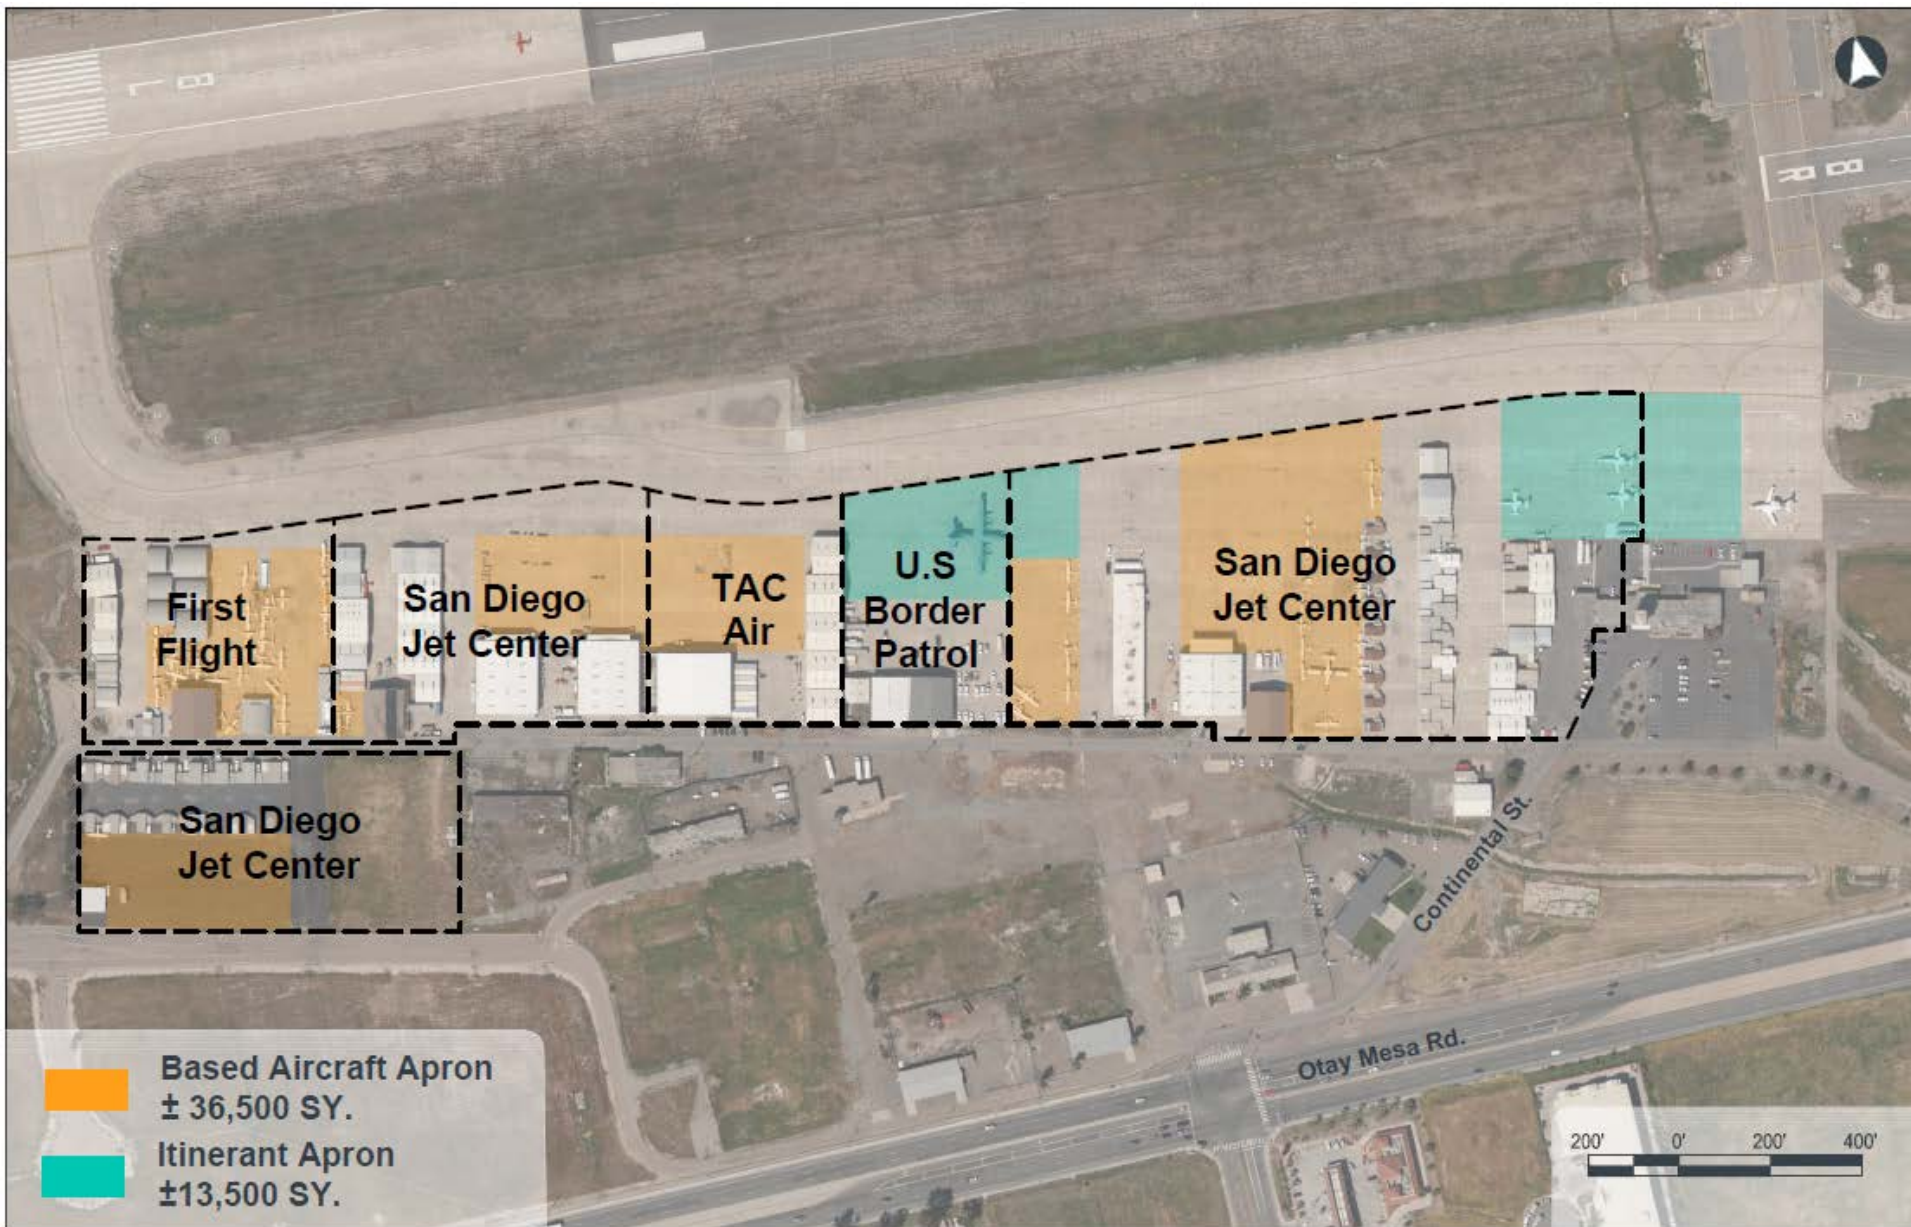 8L
8R
First
Flight
San Diego
Jet Center
TAC
Air
U.S
Border
Patrol
San Diego
Jet Center
San Diego
Jet Center
Continental St.
Otay Mesa Rd.
Based Aircraft Apron
± 36,500 SY.
Itinerant Apron
±13,500 SY.
200' 0' 200' 400'